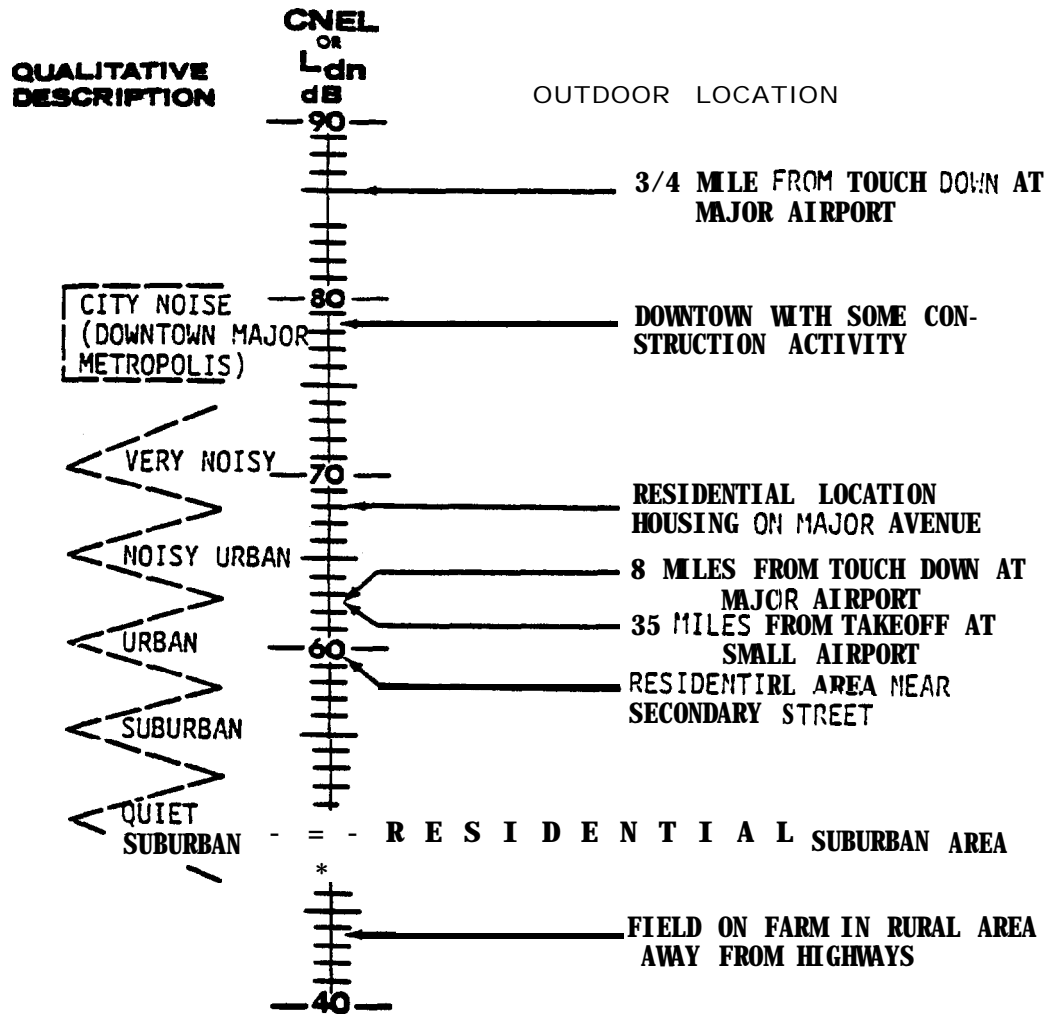 CNEL
OR
Ldn
dB
QUALITATIVE
DESCRIPTION
OUTDOOR LOCATION
90
3/4 MILE FROM TOUCH DOWN AT
MAJOR AIRPORT
80
CITY NOISE
(DOWNTOWN MAJOR
METROPOLIS)
DOWNTOWN WITH SOME CON-
STRUCTION ACTIVITY
VERY NOISY
70
RESIDENTIAL LOCATION
HOUSING ON MAJOR AVENUE
NOISY URBAN
8 MILES FROM TOUCH DOWN AT
MAJOR AIRPORT
35 MILES FROM TAKEOFF AT
SMALL AIRPORT
URBAN
60
RESIDENTIRL AREA NEAR
SECONDARY STREET
SUBURBAN
QUIET
SUBURBAN - = - RESIDENTIAL SUBURBAN AREA
*
FIELD ON FARM IN RURAL AREA
AWAY FROM HIGHWAYS
40